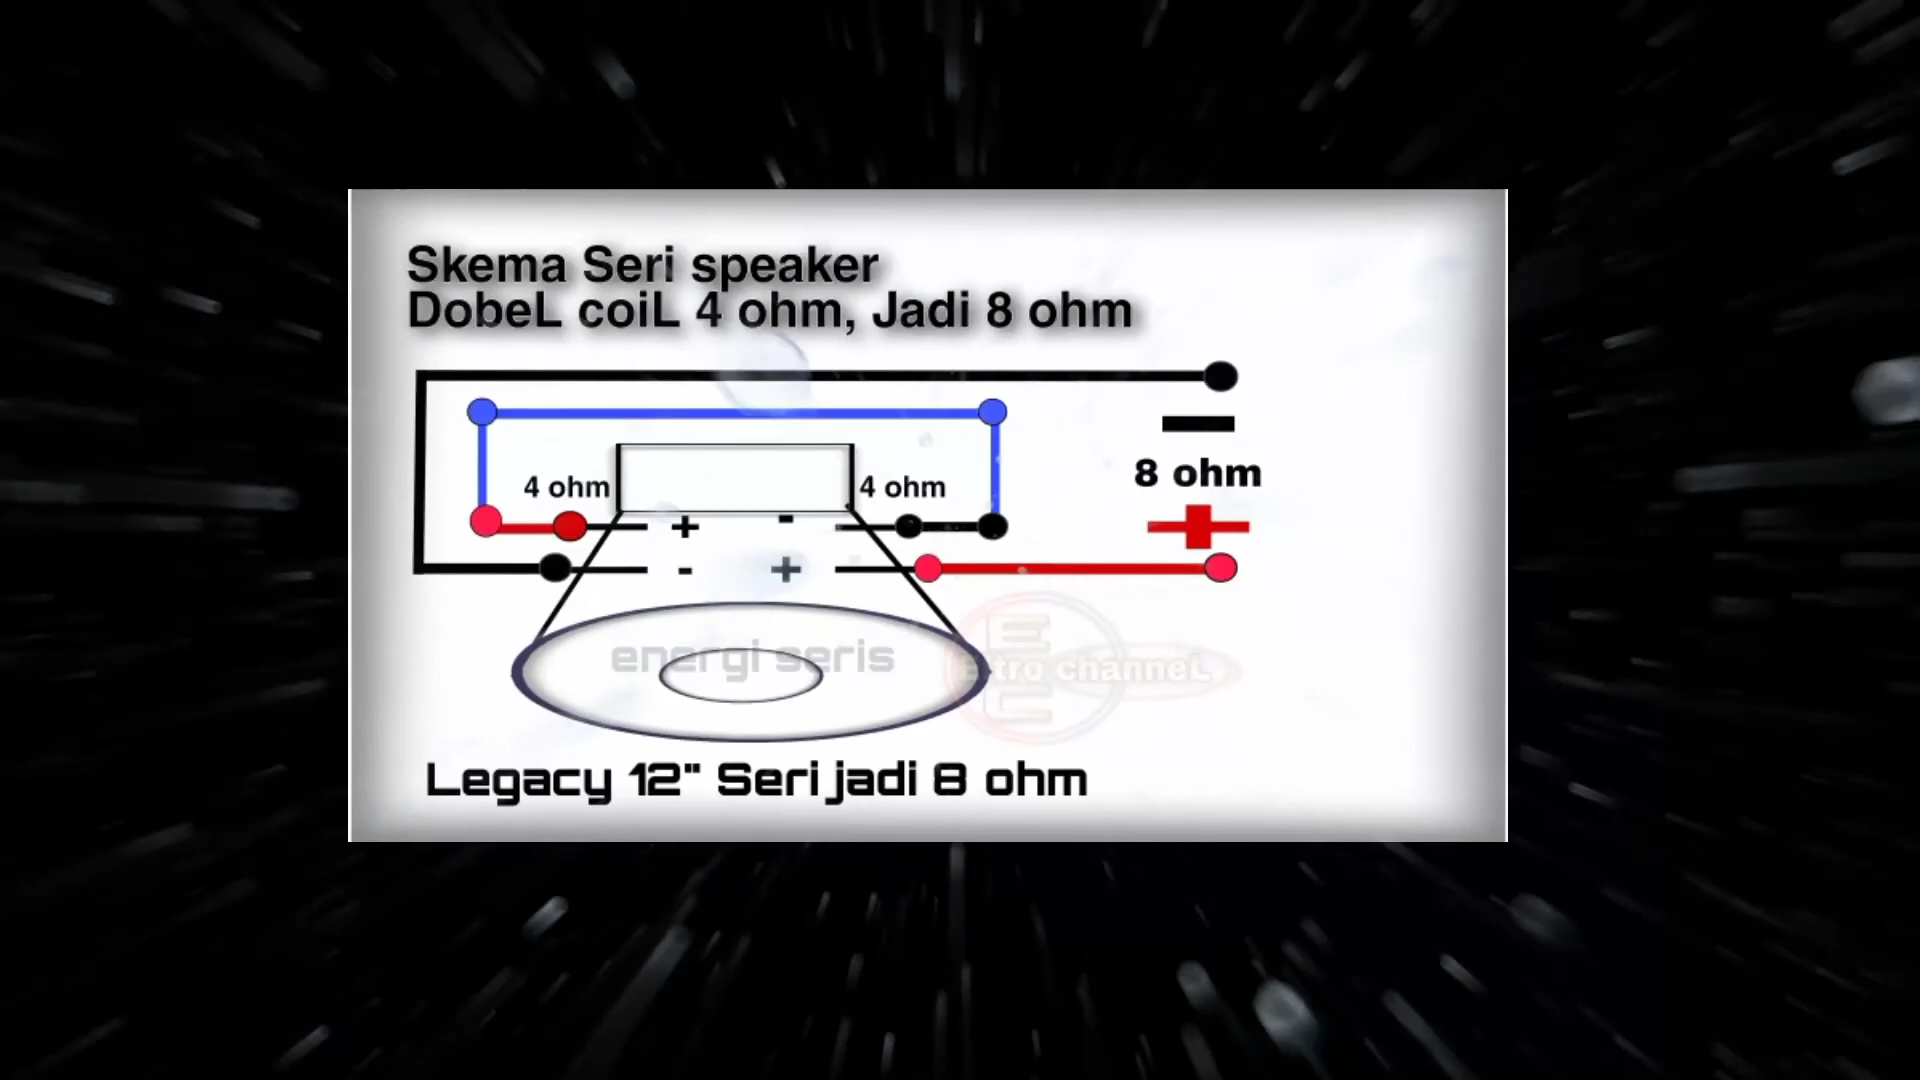 Skema Seri speaker
DobeL coiL 4 ohm, Jadi 8 ohm
4 ohm
4 ohm
8 ohm
+ -
- +
energi seris
channeL
Legacy 12" Seri jadi 8 ohm